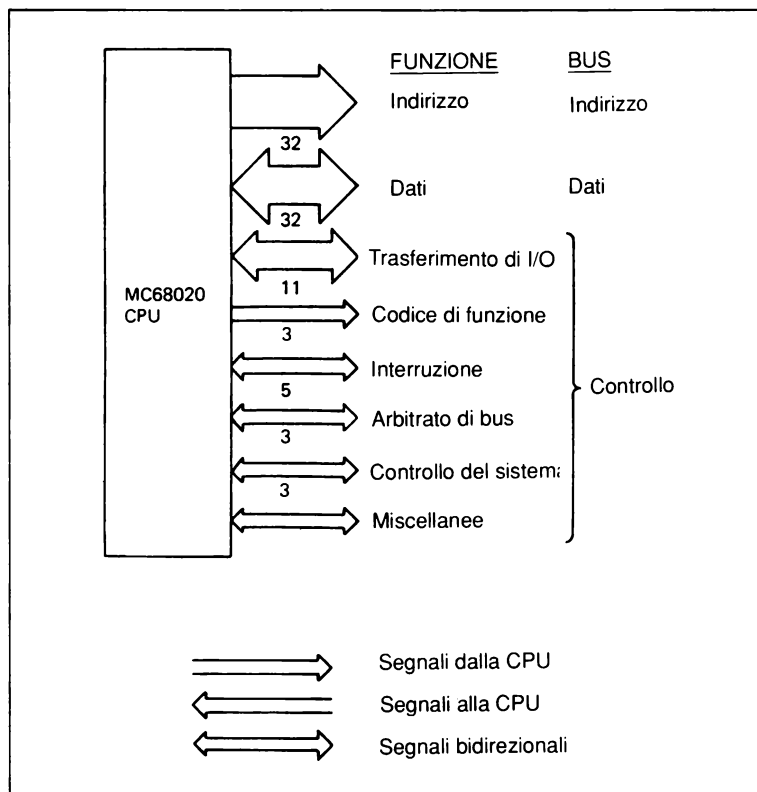 FUNZIONE BUS
Indirizzo Indirizzo
32
Dati Dati
32
Trasferimento di I/O
11
MC68020
CPU
Codice di funzione
3
Interruzione
5
Controllo
Arbitrato di bus
3
Controllo del sistema
3
Miscellanee
Segnali dalla CPU
Segnali alla CPU
Segnali bidirezionali